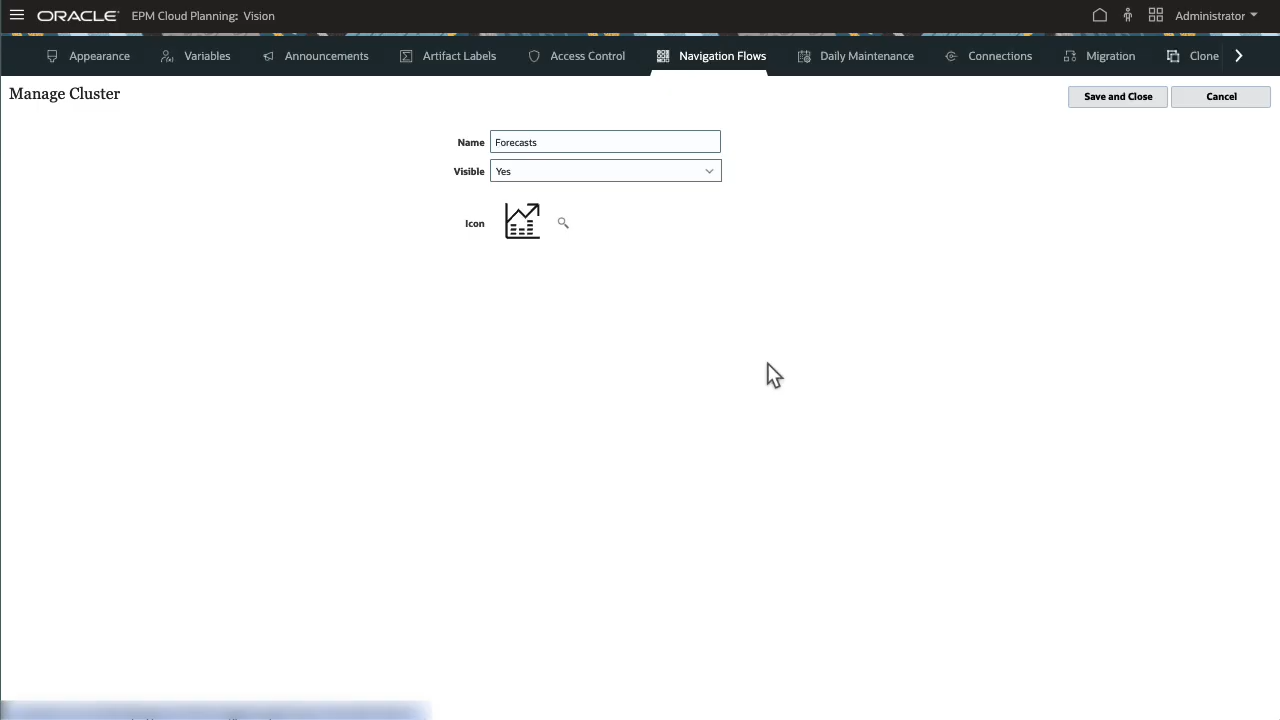 ORACLE EPM Cloud Planning: Vision Administrator
Appearance Variables Announcements Artifact Labels Access Control Navigation Flows Daily Maintenance Connections Migration Clone
Manage Cluster Save and Close Cancel
Name Forecasts
Visible Yes
Icon